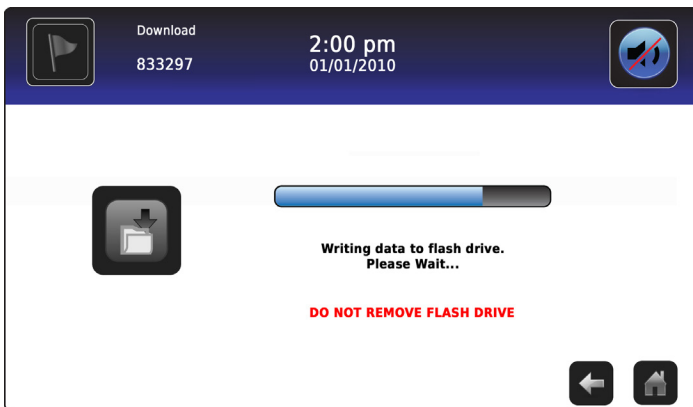 Download
833297
2:00 pm
01/01/2010
Writing data to flash drive.
Please Wait...
DO NOT REMOVE FLASH DRIVE